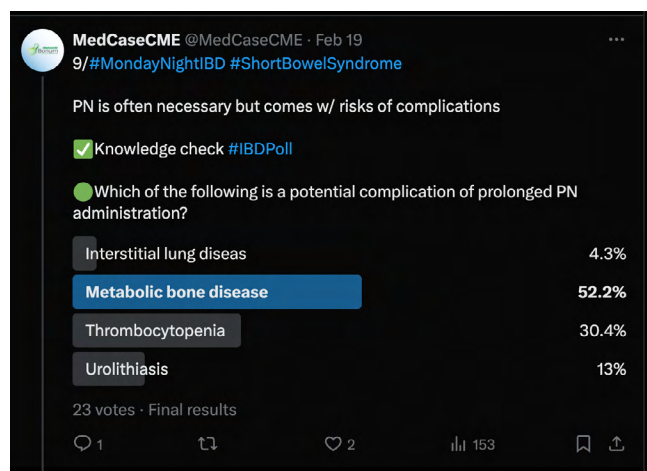 MedCaseCME @MedCaseCME · Feb 19
9/#MondayNightIBD #ShortBowelSyndrome
PN is often necessary but comes w/ risks of complications
✅Knowledge check #IBDPoll
🟢Which of the following is a potential complication of prolonged PN
administration?
Interstitial lung diseas 4.3%
Metabolic bone disease 52.2%
Thrombocytopenia 30.4%
Urolithiasis 13%
23 votes · Final results
1 2 153